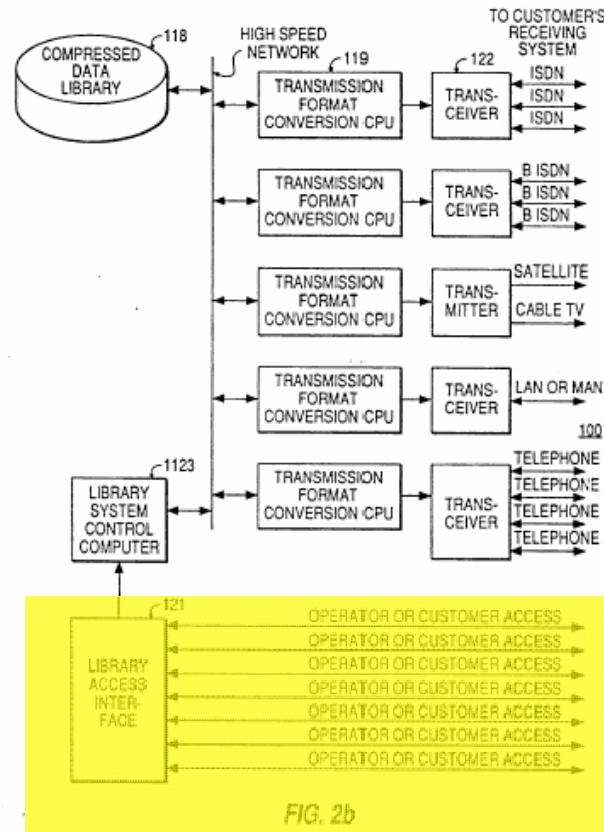 118
COMPRESSED
DATA
LIBRARY
HIGH SPEED
NETWORK
119
TRANSMISSION
FORMAT
CONVERSION CPU
122
TRANS-
CEIVER
TO CUSTOMER'S
RECEIVING
SYSTEM
ISDN
ISDN
ISDN
TRANSMISSION
FORMAT
CONVERSION CPU
TRANS-
CEIVER
B ISDN
B ISDN
B ISDN
TRANSMISSION
FORMAT
CONVERSION CPU
TRANS-
MITTER
SATELLITE
CABLE TV
TRANSMISSION
FORMAT
CONVERSION CPU
TRANS-
CEIVER
LAN OR MAN
100
1123
LIBRARY
SYSTEM
CONTROL
COMPUTER
TRANSMISSION
FORMAT
CONVERSION CPU
TRANS-
CEIVER
TELEPHONE
TELEPHONE
TELEPHONE
TELEPHONE
121
LIBRARY
ACCESS
INTER-
FACE
OPERATOR OR CUSTOMER ACCESS
OPERATOR OR CUSTOMER ACCESS
OPERATOR OR CUSTOMER ACCESS
OPERATOR OR CUSTOMER ACCESS
OPERATOR OR CUSTOMER ACCESS
OPERATOR OR CUSTOMER ACCESS
OPERATOR OR CUSTOMER ACCESS
FIG. 2b